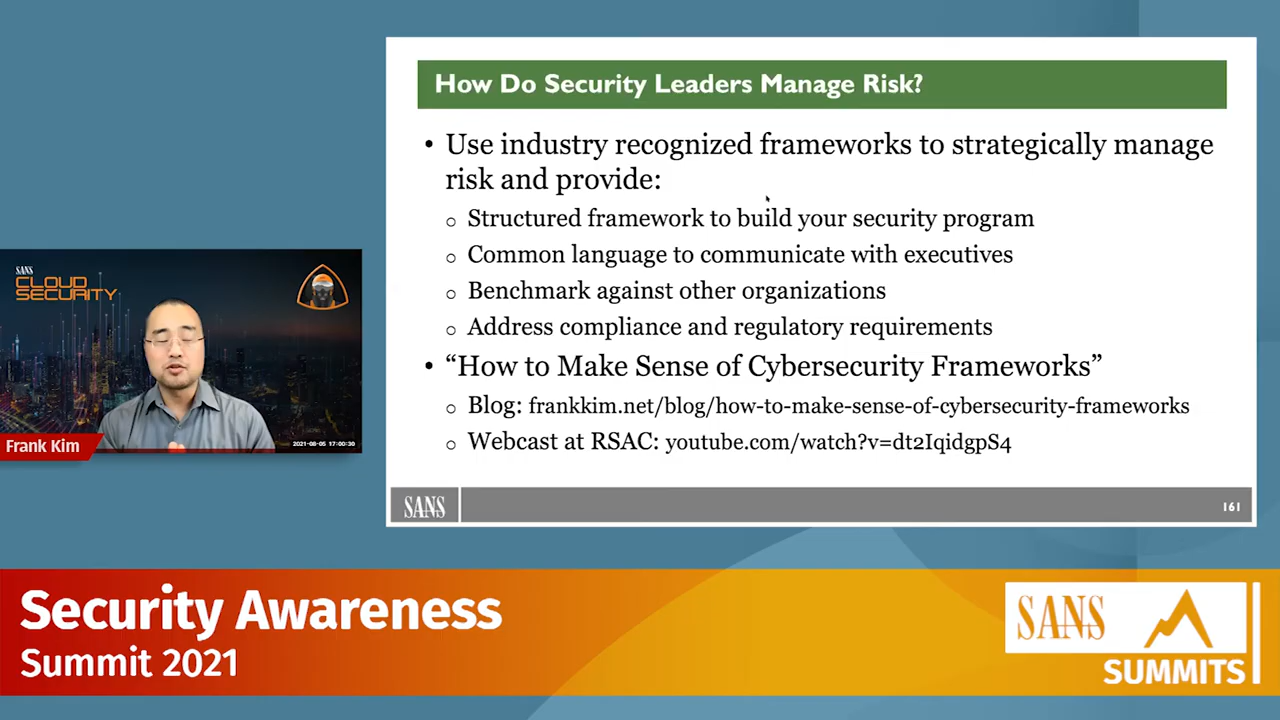 How Do Security Leaders Manage Risk?
• Use industry recognized frameworks to strategically manage
risk and provide:
o Structured framework to build your security program
o Common language to communicate with executives
o Benchmark against other organizations
o Address compliance and regulatory requirements
• “How to Make Sense of Cybersecurity Frameworks”
o Blog: frankkim.net/blog/how-to-make-sense-of-cybersecurity-frameworks
o Webcast at RSAC: youtube.com/watch?v=dt2IqidgpS4
SANS
161
SANS
CLOUD
SECURITY
2021-08-05 17:00:30
Frank Kim
Security Awareness
Summit 2021
SANS
SUMMITS